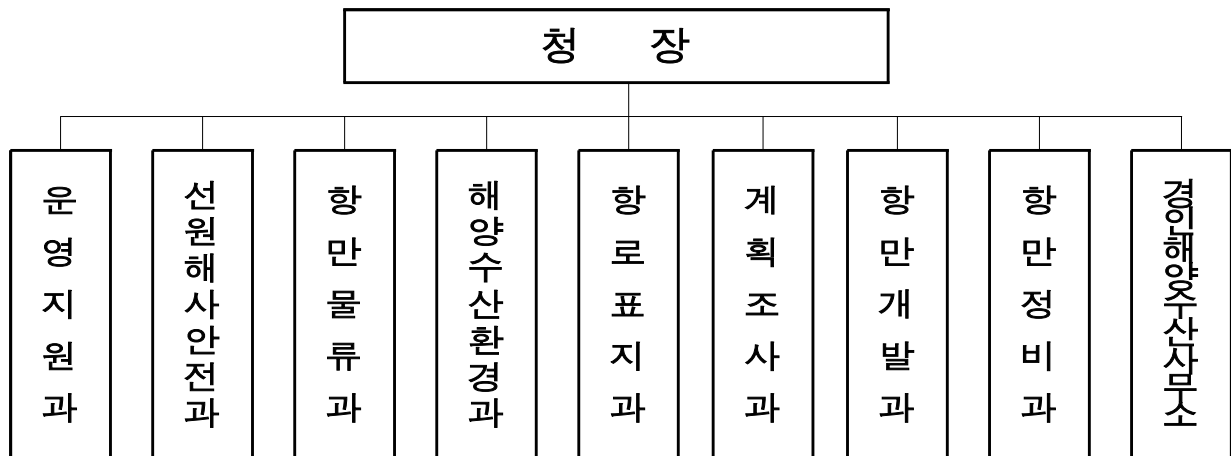 청 장
운영지원과
선원해사안전과
항만물류과
해양수산환경과
항로표지과
계획조사과
항만개발과
항만정비과
경인해양수산사무소